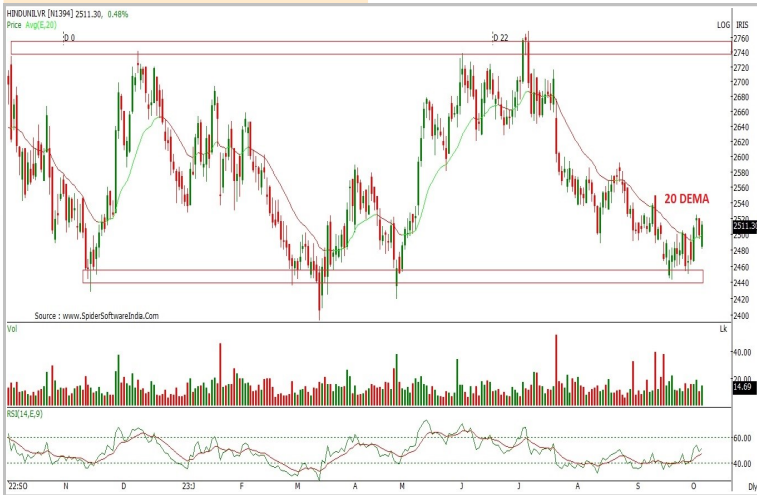 HINDUNILVR [N1394] 2511.30, 0.48%
Price Avg(E,20)
LOG IRIS
D 0
D 22
2760
2740
2720
2700
2680
2660
2640
2620
2600
2580
2560
2540
20 DEMA
2520
2511.30
2500
2480
2460
2440
2420
2400
Source : www.SpiderSoftwareIndia.Com
Vol
Lk
40.00
20.00
14.69
RSI(14,E,9)
60.00
40.00
22:50 N D 23:J F M A M J J A S O Dly